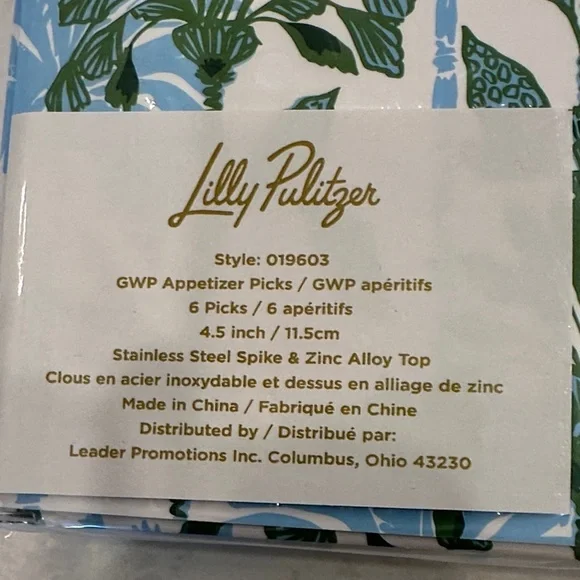 Lilly Pulitzer
Style: 019603
GWP Appetizer Picks / GWP apéritifs
6 Picks / 6 apéritifs
4.5 inch / 11.5cm
Stainless Steel Spike & Zinc Alloy Top
Clous en acier inoxydable et dessus en alliage de zinc
Made in China / Fabriqué en Chine
Distributed by / Distribué par:
Leader Promotions Inc. Columbus, Ohio 43230